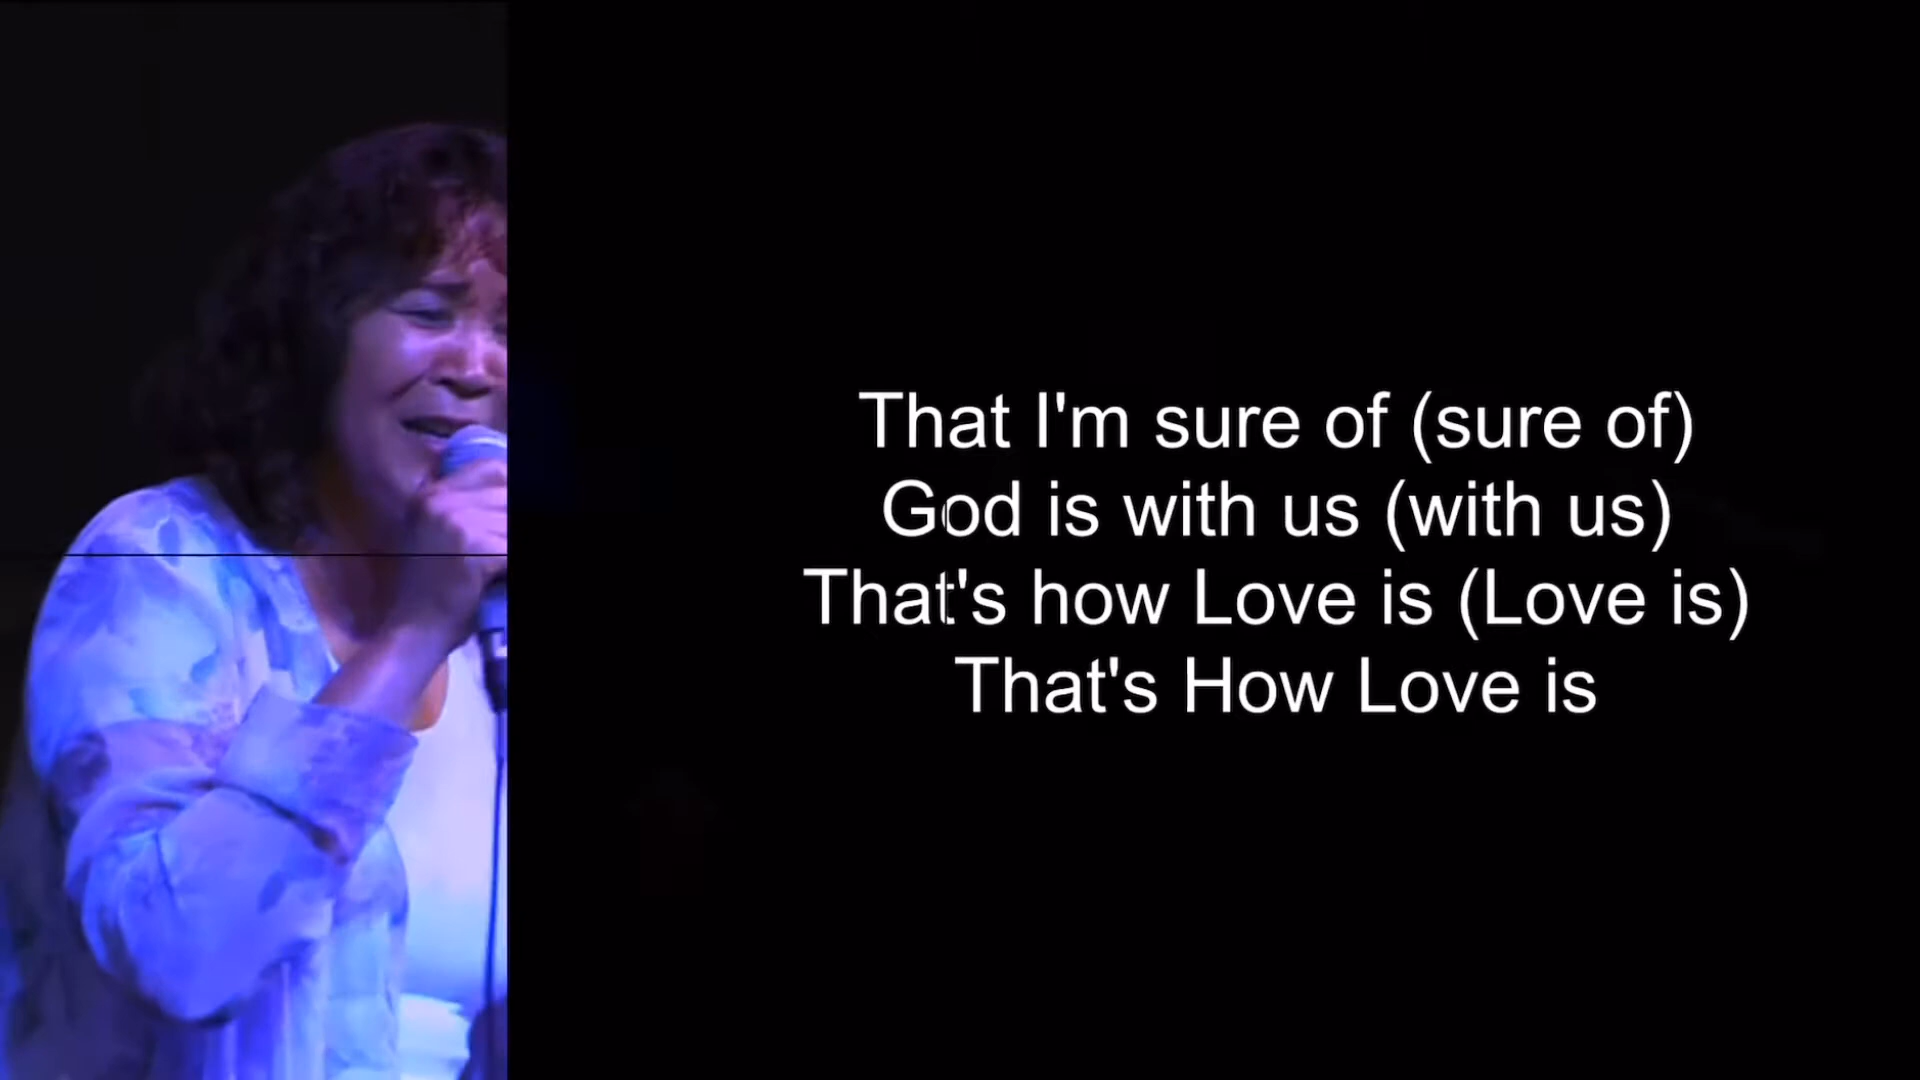 That I'm sure of (sure of)
God is with us (with us)
That's how Love is (Love is)
That's How Love is